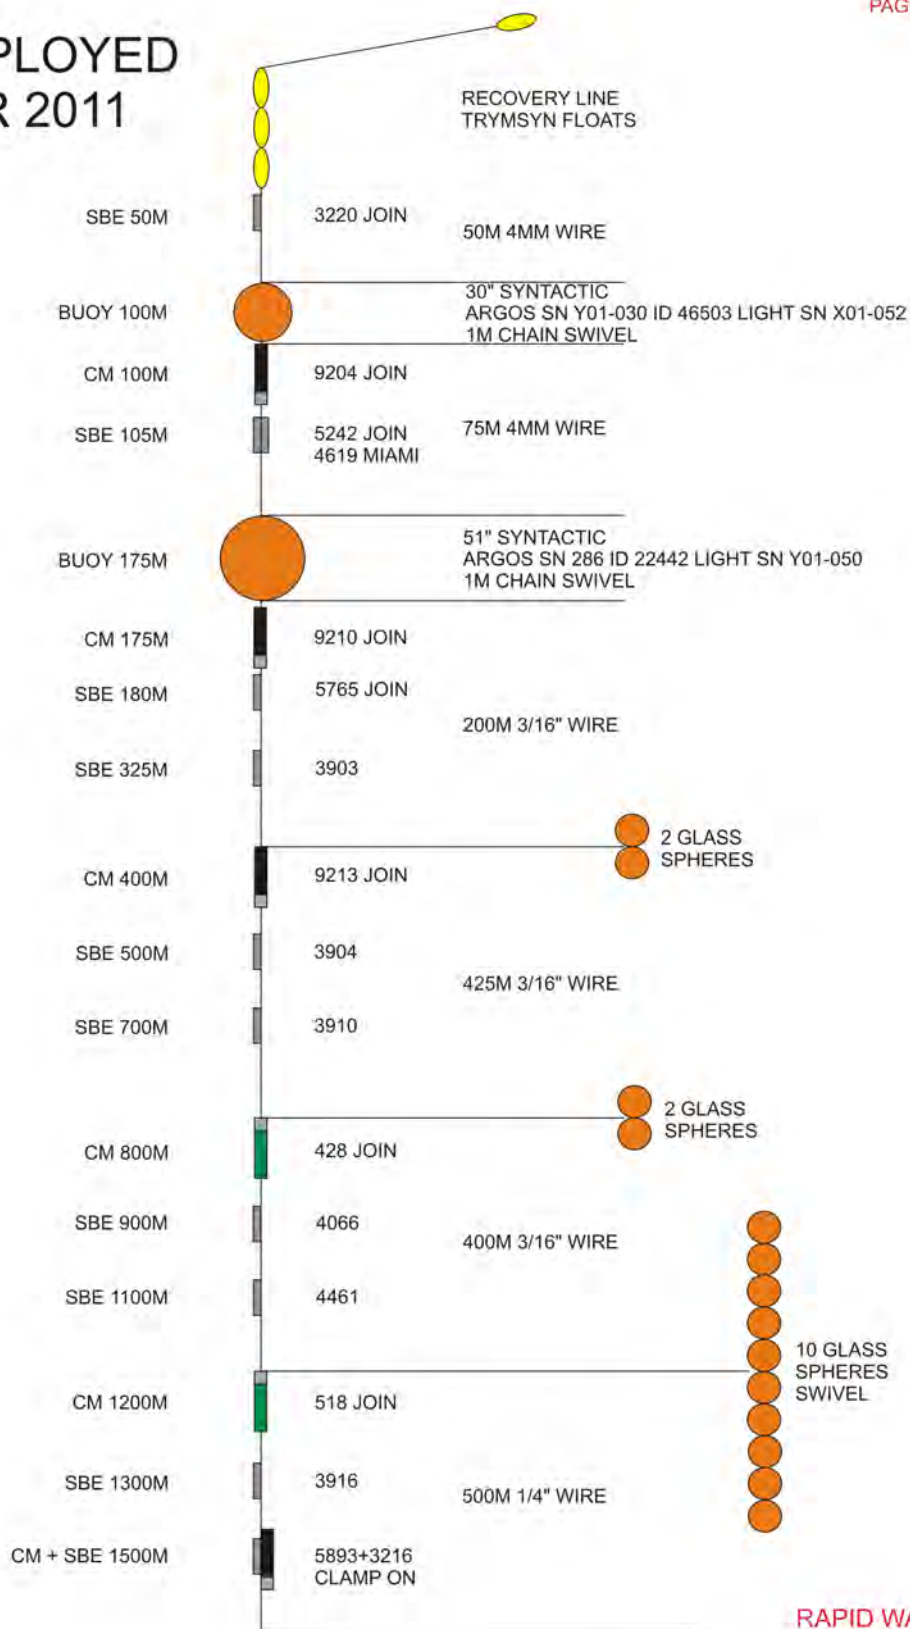 PAG
PLOYED
R 2011
RECOVERY LINE
TRYMSYN FLOATS
SBE 50M
3220 JOIN
50M 4MM WIRE
30" SYNTACTIC
BUOY 100M
ARGOS SN Y01-030 ID 46503 LIGHT SN X01-052
1M CHAIN SWIVEL
CM 100M
9204 JOIN
SBE 105M
5242 JOIN
4619 MIAMI
75M 4MM WIRE
51" SYNTACTIC
BUOY 175M
ARGOS SN 286 ID 22442 LIGHT SN Y01-050
1M CHAIN SWIVEL
CM 175M
9210 JOIN
SBE 180M
5765 JOIN
200M 3/16" WIRE
SBE 325M
3903
2 GLASS
SPHERES
CM 400M
9213 JOIN
SBE 500M
3904
425M 3/16" WIRE
SBE 700M
3910
2 GLASS
SPHERES
CM 800M
428 JOIN
SBE 900M
4066
400M 3/16" WIRE
SBE 1100M
4461
10 GLASS
SPHERES
SWIVEL
CM 1200M
518 JOIN
SBE 1300M
3916
500M 1/4" WIRE
CM + SBE 1500M
5893+3216
CLAMP ON
RAPID WA